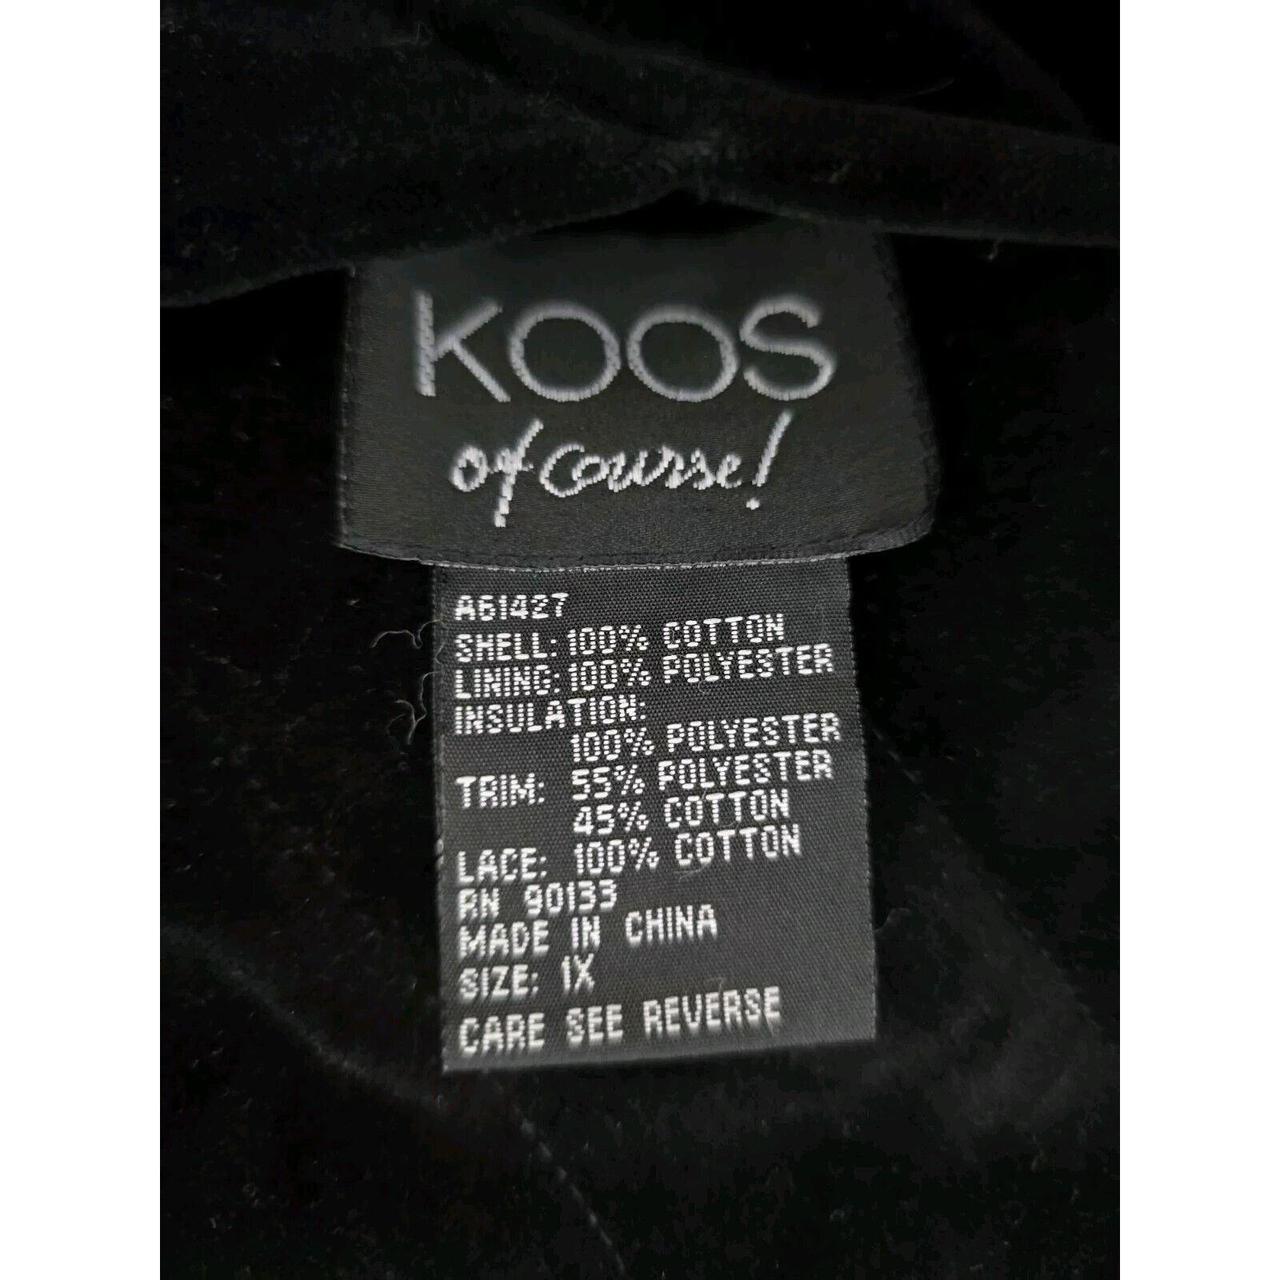 KOOS
of course!
A61427
SHELL: 100% COTTON
LINING: 100% POLYESTER
INSULATION:
100% POLYESTER
TRIM: 55% POLYESTER
45% COTTON
LACE: 100% COTTON
RN 90133
MADE IN CHINA
SIZE: 1X
CARE SEE REVERSE